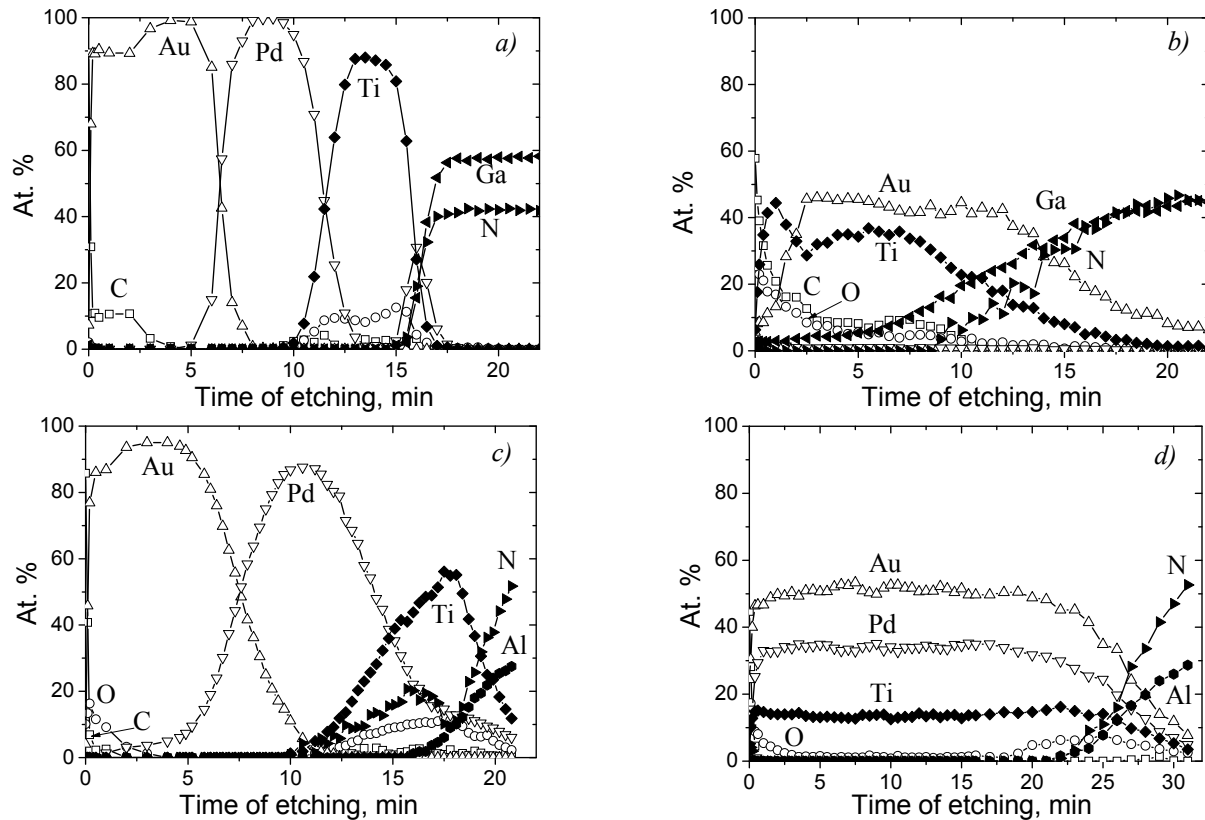 a)
100
80
60
40
20
0
At. %
Au
Pd
Ti
Ga
N
C
0
5
10
15
20
Time of etching, min
b)
100
80
60
40
20
0
At. %
Au
Ga
Ti
N
C
O
0
5
10
15
20
Time of etching, min
c)
100
80
60
40
20
0
At. %
Au
Pd
N
Ti
Al
O
C
0
5
10
15
20
Time of etching, min
d)
100
80
60
40
20
0
At. %
Au
N
Pd
Al
Ti
O
0
5
10
15
20
25
30
Time of etching, min